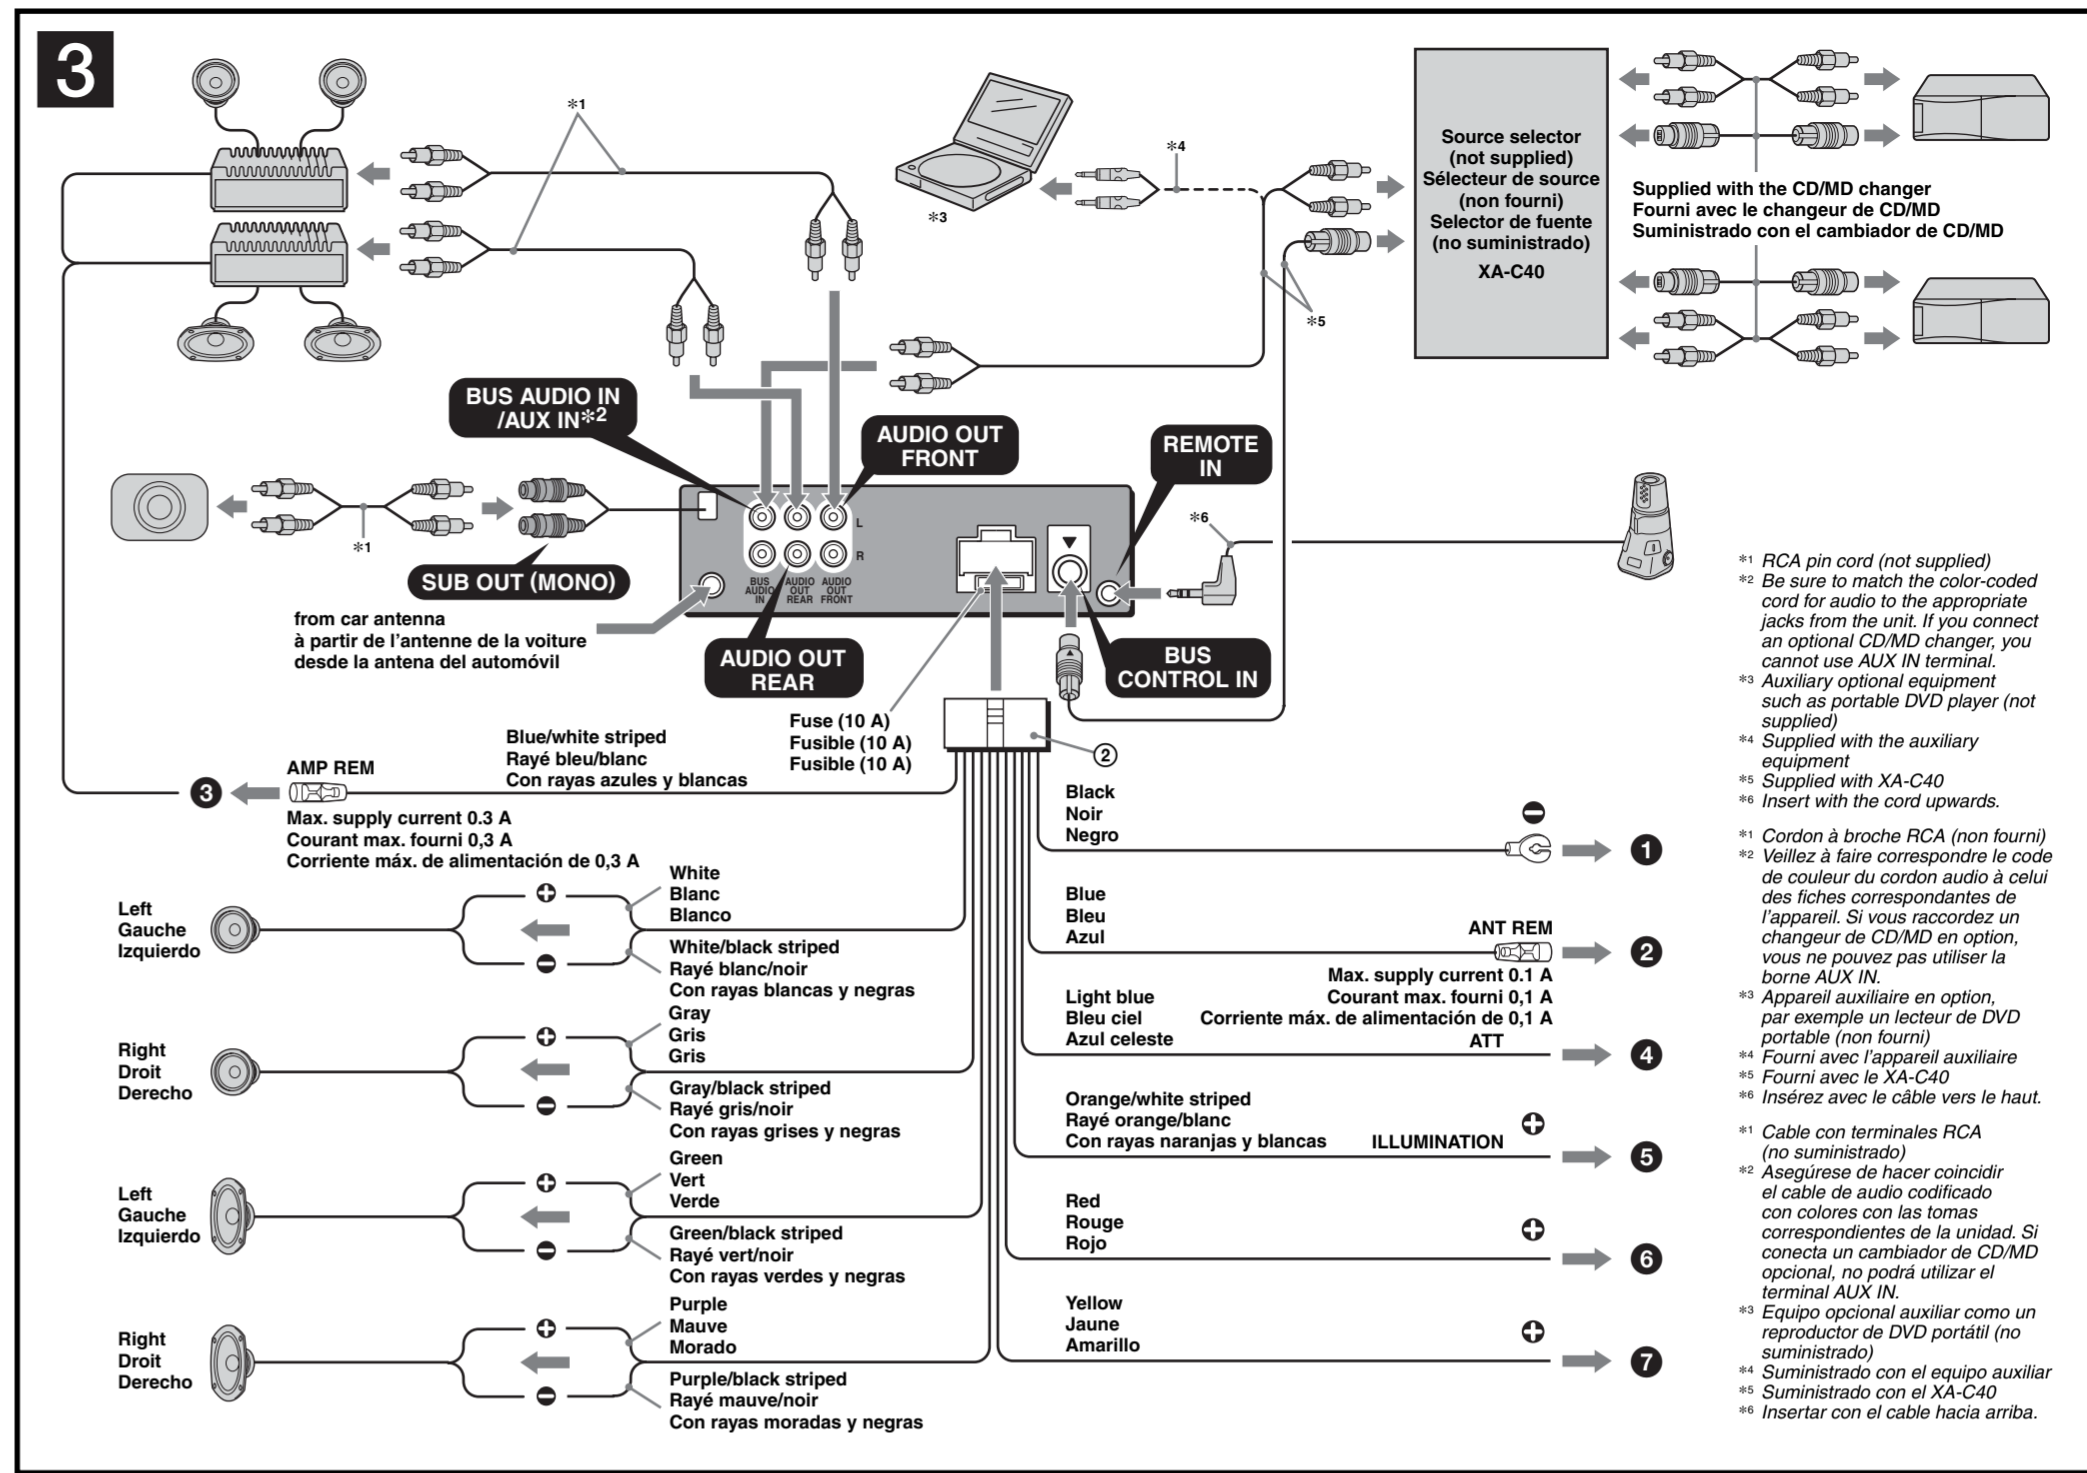 3
*1
*4
*3
*5
Source selector
(not supplied)
Sélecteur de source
(non fourni)
Selector de fuente
(no suministrado)
XA-C40
Supplied with the CD/MD changer
Fourni avec le changeur de CD/MD
Suministrado con el cambiador de CD/MD
BUS AUDIO IN
/AUX IN*2
AUDIO OUT
FRONT
REMOTE
IN
*1
SUB OUT (MONO)
L
R
BUS
AUDIO
IN
AUDIO
OUT
REAR
AUDIO
OUT
FRONT
*6
from car antenna
à partir de l'antenne de la voiture
desde la antena del automóvil
AUDIO OUT
REAR
BUS
CONTROL IN
Fuse (10 A)
Fusible (10 A)
Fusible (10 A)
2
3
AMP REM
Blue/white striped
Rayé bleu/blanc
Con rayas azules y blancas
Max. supply current 0.3 A
Courant max. fourni 0,3 A
Corriente máx. de alimentación de 0,3 A
Left
Gauche
Izquierdo
White
Blanc
Blanco
White/black striped
Rayé blanc/noir
Con rayas blancas y negras
Right
Droit
Derecho
Gray
Gris
Gris
Gray/black striped
Rayé gris/noir
Con rayas grises y negras
Left
Gauche
Izquierdo
Green
Vert
Verde
Green/black striped
Rayé vert/noir
Con rayas verdes y negras
Right
Droit
Derecho
Purple
Mauve
Morado
Purple/black striped
Rayé mauve/noir
Con rayas moradas y negras
Black
Noir
Negro
1
Blue
Bleu
Azul
ANT REM
2
Max. supply current 0.1 A
Courant max. fourni 0,1 A
Corriente máx. de alimentación de 0,1 A
Light blue
Bleu ciel
Azul celeste
ATT
4
Orange/white striped
Rayé orange/blanc
Con rayas naranjas y blancas
ILLUMINATION
5
Red
Rouge
Rojo
6
Yellow
Jaune
Amarillo
7
*1 RCA pin cord (not supplied)
*2 Be sure to match the color-coded
cord for audio to the appropriate
jacks from the unit. If you connect
an optional CD/MD changer, you
cannot use AUX IN terminal.
*3 Auxiliary optional equipment
such as portable DVD player (not
supplied)
*4 Supplied with the auxiliary
equipment
*5 Supplied with XA-C40
*6 Insert with the cord upwards.
*1 Cordon à broche RCA (non fourni)
*2 Veillez à faire correspondre le code
de couleur du cordon audio à celui
des fiches correspondantes de
l'appareil. Si vous raccordez un
changeur de CD/MD en option,
vous ne pouvez pas utiliser la
borne AUX IN.
*3 Appareil auxiliaire en option,
par exemple un lecteur de DVD
portable (non fourni)
*4 Fourni avec l'appareil auxiliaire
*5 Fourni avec le XA-C40
*6 Insérez avec le câble vers le haut.
*1 Cable con terminales RCA
(no suministrado)
*2 Asegúrese de hacer coincidir
el cable de audio codificado
con colores con las tomas
correspondientes de la unidad. Si
conecta un cambiador de CD/MD
opcional, no podrá utilizar el
terminal AUX IN.
*3 Equipo opcional auxiliar como un
reproductor de DVD portátil (no
suministrado)
*4 Suministrado con el equipo auxiliar
*5 Suministrado con el XA-C40
*6 Insertar con el cable hacia arriba.